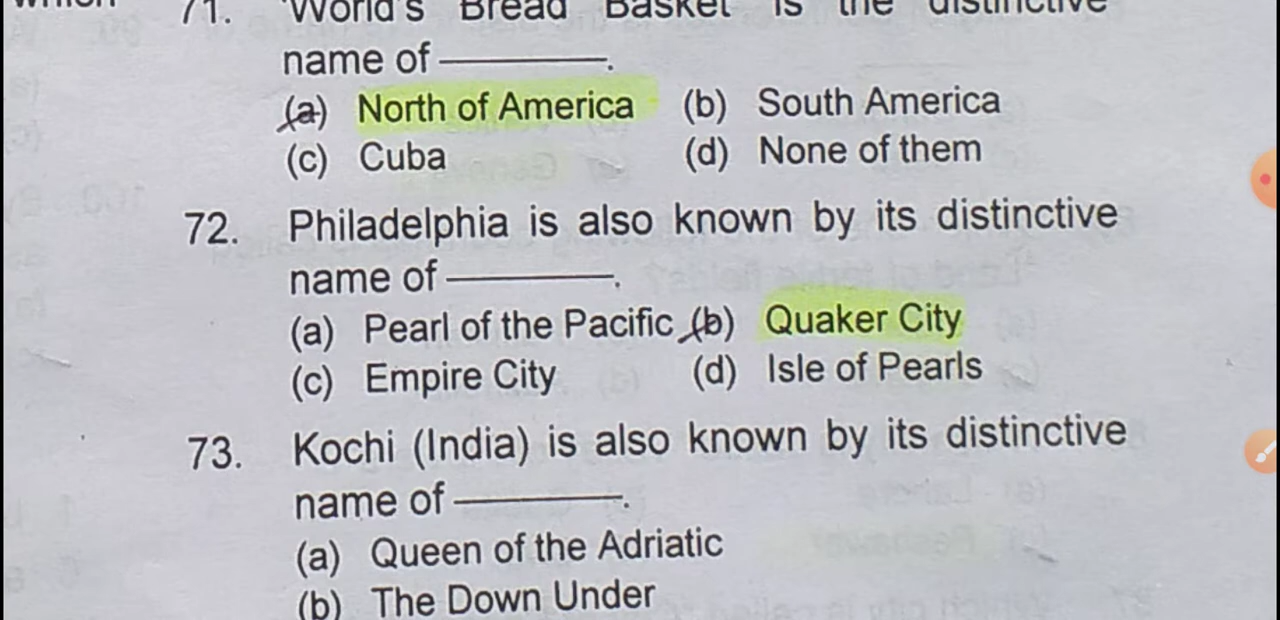 71. World's Bread Basket is the distinctive
name of ________.
(a) North of America (b) South America
(c) Cuba (d) None of them
72. Philadelphia is also known by its distinctive
name of ________.
(a) Pearl of the Pacific (b) Quaker City
(c) Empire City (d) Isle of Pearls
73. Kochi (India) is also known by its distinctive
name of ________.
(a) Queen of the Adriatic
(b) The Down Under